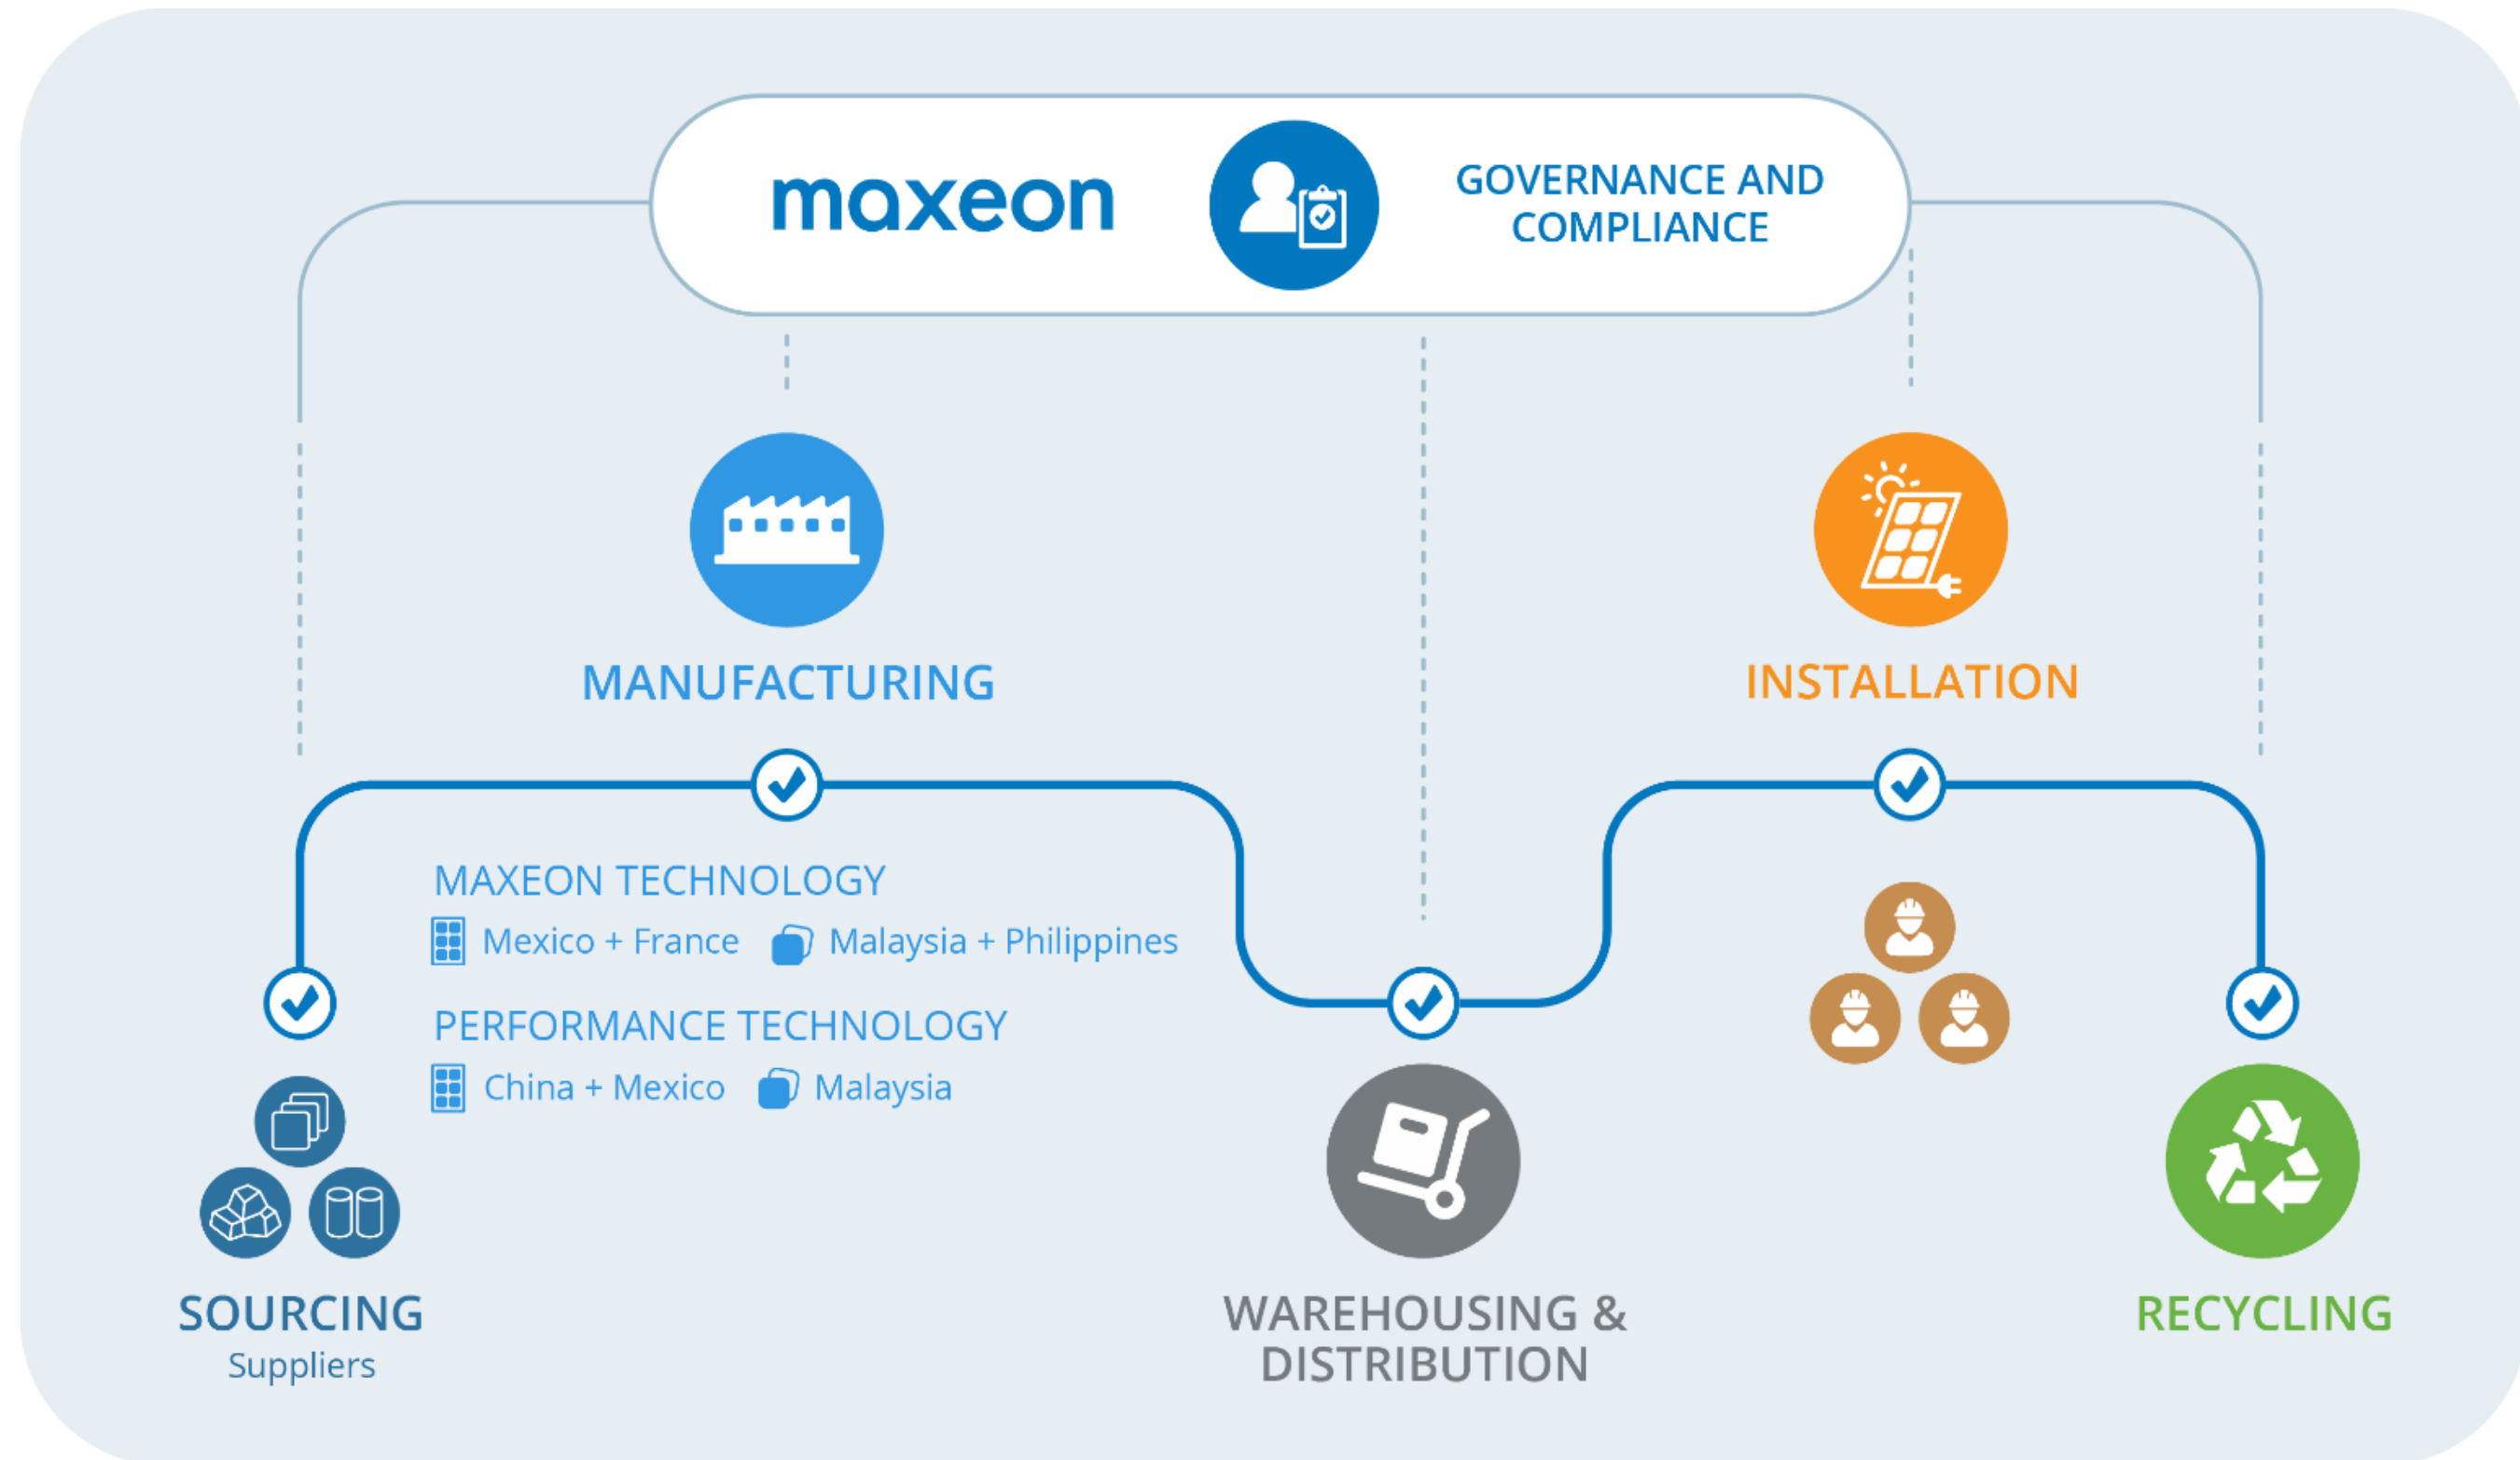 maxeon
GOVERNANCE AND
COMPLIANCE
MANUFACTURING
INSTALLATION
MAXEON TECHNOLOGY
Mexico + France Malaysia + Philippines
PERFORMANCE TECHNOLOGY
China + Mexico Malaysia
SOURCING
Suppliers
WAREHOUSING &
DISTRIBUTION
RECYCLING